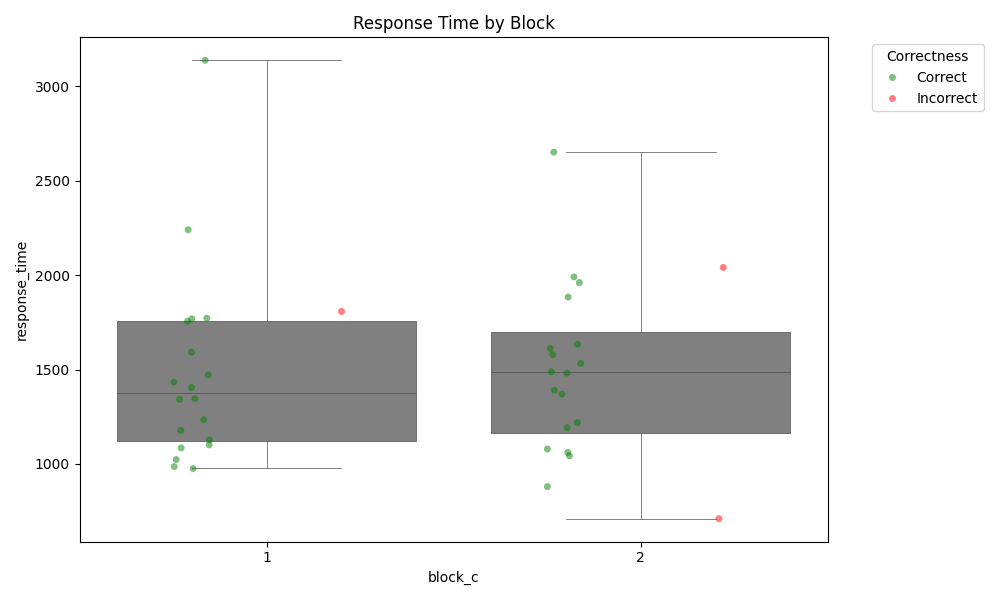 Response Time by Block
Correctness
Correct
Incorrect
response_time
3000
2500
2000
1500
1000
1
2
block_c